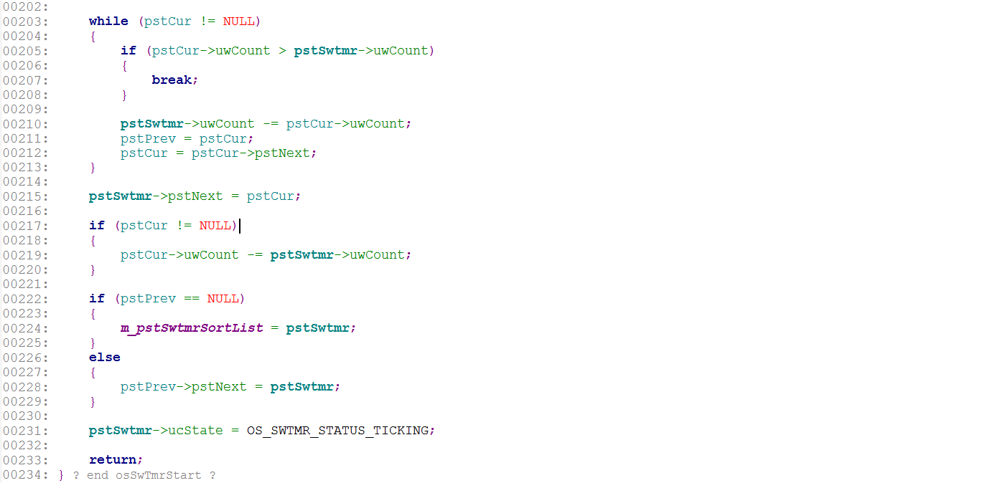 00202:
00203:     while (pstCur != NULL)
00204:     {
00205:         if (pstCur->uwCount > pstSwtmr->uwCount)
00206:         {
00207:             break;
00208:         }
00209:
00210:         pstSwtmr->uwCount -= pstCur->uwCount;
00211:         pstPrev = pstCur;
00212:         pstCur = pstCur->pstNext;
00213:     }
00214:
00215:     pstSwtmr->pstNext = pstCur;
00216:
00217:     if (pstCur != NULL)
00218:     {
00219:         pstCur->uwCount -= pstSwtmr->uwCount;
00220:     }
00221:
00222:     if (pstPrev == NULL)
00223:     {
00224:         m_pstSwtmrSortList = pstSwtmr;
00225:     }
00226:     else
00227:     {
00228:         pstPrev->pstNext = pstSwtmr;
00229:     }
00230:
00231:     pstSwtmr->ucState = OS_SWTMR_STATUS_TICKING;
00232:
00233:     return;
00234: } ? end osSwTmrStart ?